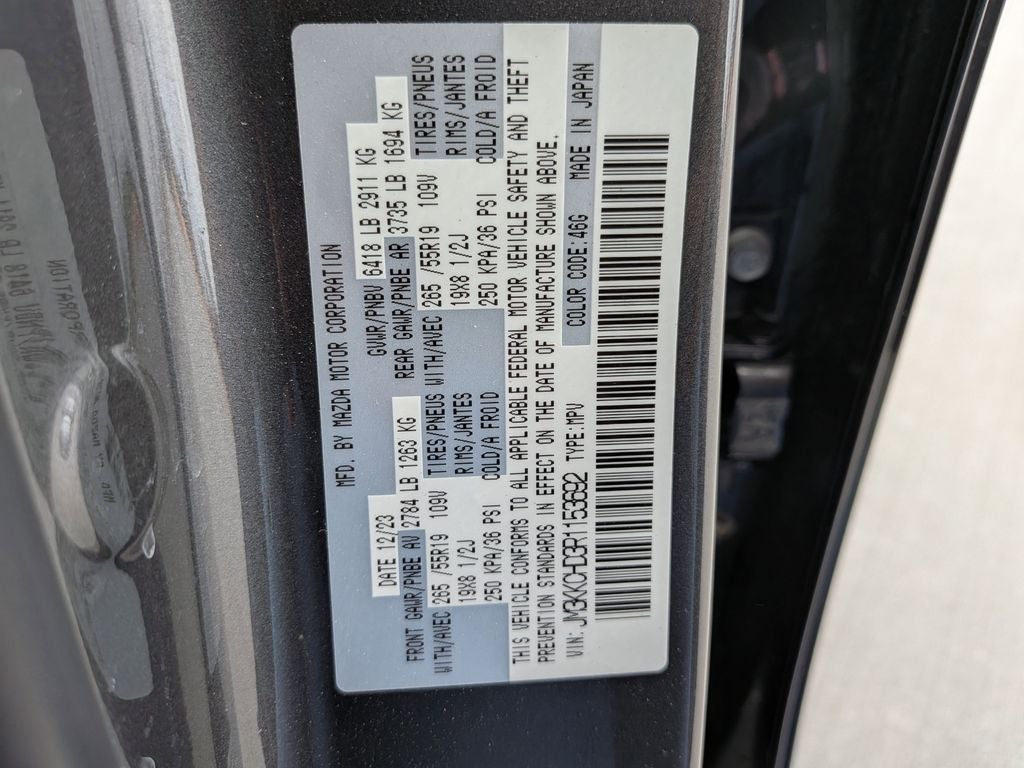 MFD. BY MAZDA MOTOR CORPORATION
DATE 12/23 GVWR/PNBV 6418 LB 2911 KG
FRONT GAWR/PNBE AV 2784 LB 1263 KG REAR GAWR/PNBE AR 3735 LB 1694 KG
WITH/AVEC 265 /55R19 109V TIRES/PNEUS WITH/AVEC 265 /55R19 109V TIRES/PNEUS
19X8 1/2J RIMS/JANTES 19X8 1/2J RIMS/JANTES
250 KPA/36 PSI COLD/A FROID 250 KPA/36 PSI COLD/A FROID
THIS VEHICLE CONFORMS TO ALL APPLICABLE FEDERAL MOTOR VEHICLE SAFETY AND THEFT
PREVENTION STANDARDS IN EFFECT ON THE DATE OF MANUFACTURE SHOWN ABOVE.
VIN: JM3KKCHD3R1153692 TYPE:MPV COLOR CODE:46G MADE IN JAPAN